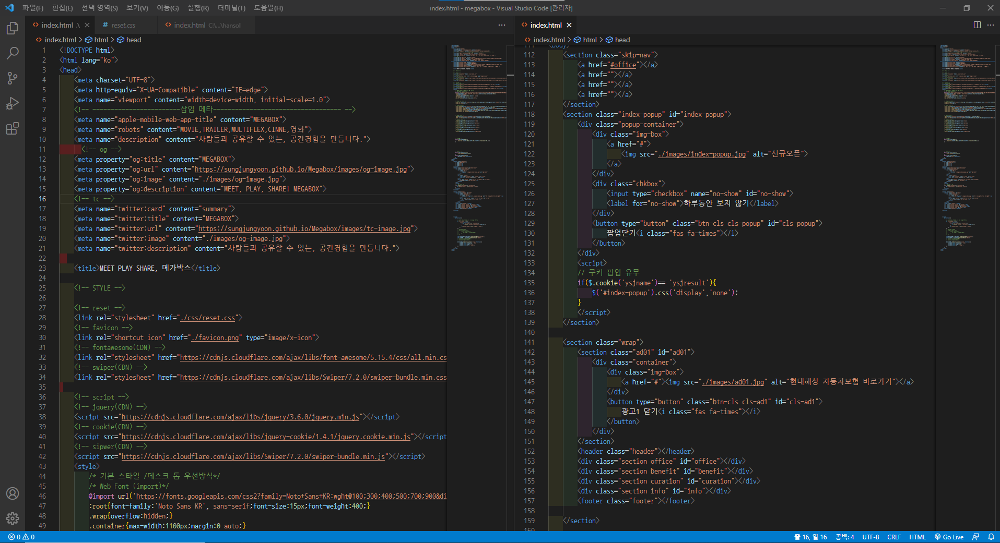 파일(F) 편집(E) 선택 영역(S) 보기(V) 이동(G) 실행(R) 터미널(T) 도움말(H)
index.html - megabox - Visual Studio Code [관리자]
index.html .\
# reset.css
index.html C:\...\hansol
index.html > html > head
1 <!DOCTYPE html>
2 <html lang="ko">
3 <head>
4 <meta charset="UTF-8">
5 <meta http-equiv="X-UA-Compatible" content="IE=edge">
6 <meta name="viewport" content="width=device-width, initial-scale=1.0">
7 <!-- ------------------------삽입 메타----------------------------------- -->
8 <meta name="apple-mobile-web-app-title" content="MEGABOX">
9 <meta name="robots" content="MOVIE,TRAILER,MULTIFLEX,CINNE,영화">
10 <meta name="description" content="사람들과 공유할 수 있는, 공간경험을 만듭니다.">
11 <!-- og -->
12 <meta property="og:title" content="MEGABOX">
13 <meta property="og:url" content="https://sungjungyoon.github.io/Megabox/images/og-image.jpg">
14 <meta property="og:image" content="./images/og-image.jpg">
15 <meta property="og:description" content="MEET, PLAY, SHARE! MEGABOX">
16 <!-- tc -->
17 <meta name="twitter:card" content="summary">
18 <meta name="twitter:title" content="MEGABOX">
19 <meta name="twitter:url" content="https://sungjungyoon.github.io/Megabox/images/tc-image.jpg">
20 <meta name="twitter:image" content="./images/og-image.jpg">
21 <meta name="twitter:description" content="사람들과 공유할 수 있는, 공간경험을 만듭니다.">
22
23 <title>MEET PLAY SHARE, 메가박스</title>
24
25 <!-- STYLE -->
26
27 <!-- reset -->
28 <link rel="stylesheet" href="./css/reset.css">
29 <!-- favicon -->
30 <link rel="shortcut icon" href="./favicon.png" type="image/x-icon">
31 <!-- fontawesome(CDN) -->
32 <link rel="stylesheet" href="https://cdnjs.cloudflare.com/ajax/libs/font-awesome/5.15.4/css/all.min.cs
33 <!-- swiper(CDN) -->
34 <link rel="stylesheet" href="https://cdnjs.cloudflare.com/ajax/libs/Swiper/7.2.0/swiper-bundle.min.css
35
36 <!-- script -->
37 <!-- jquery(CDN) -->
38 <script src="https://cdnjs.cloudflare.com/ajax/libs/jquery/3.6.0/jquery.min.js"></script>
39 <!-- cookie(CDN) -->
40 <script src="https://cdnjs.cloudflare.com/ajax/libs/jquery-cookie/1.4.1/jquery.cookie.min.js"></script
41 <!-- sipwer(CDN) -->
42 <script src="https://cdnjs.cloudflare.com/ajax/libs/Swiper/7.2.0/swiper-bundle.min.js"></script>
43 <style>
44 /* 기본 스타일 /데스크 톱 우선방식*/
45 /* Web Font (import)*/
46 @import url('https://fonts.googleapis.com/css2?family=Noto+Sans+KR:wght@100;300;400;500;700;900&di
47 :root{font-family:'Noto Sans KR', sans-serif;font-size:15px;font-weight:400;}
48 .wrap{overflow:hidden;}
49 .container{max-width:1100px;margin:0 auto;}
index.html
index.html > html > head
111 <body>
112 <section class="skip-nav">
113 <a href="#office"></a>
114 <a href=""></a>
115 <a href=""></a>
116 <a href=""></a>
117 </section>
118 <section class="index-popup" id="index-popup">
119 <div class="popup-container">
120 <div class="img-box">
121 <a href="#">
122 <img src="./images/index-popup.jpg" alt="신규오픈">
123 </a>
124 </div>
125 <div class="chkbox">
126 <input type="checkbox" name="no-show" id="no-show">
127 <label for="no-show">하루동안 보지 않기</label>
128 </div>
129 <button type="button" class="btn-cls cls-popup" id="cls-popup">
130 팝업닫기<i class="fas fa-times"></i>
131 </button>
132 </div>
133 <script>
134 // 쿠키 팝업 유무
135 if($.cookie('ysjname')== 'ysjresult'){
136 $('#index-popup').css('display','none');
137 }
138 </script>
139 </section>
140
141 <section class="wrap">
142 <section class="ad01" id="ad01">
143 <div class="container">
144 <div class="img-box">
145 <a href="#"><img src="./images/ad01.jpg" alt="현대해상 자동차보험 바로가기"></a>
146 </div>
147 <button type="button" class="btn-cls cls-ad1" id="cls-ad1">
148 광고1 닫기<i class="fas fa-times"></i>
149 </button>
150 </div>
151 </section>
152 <header class="header"></header>
153 <div class="section office" id="office"></div>
154 <div class="section benefit" id="benefit"></div>
155 <div class="section curation" id="curation"></div>
156 <div class="section info" id="info"></div>
157 <footer class="footer"></footer>
158
159 </section>
160
0 0
줄 16, 열 16 공백: 4 UTF-8 CRLF HTML Go Live